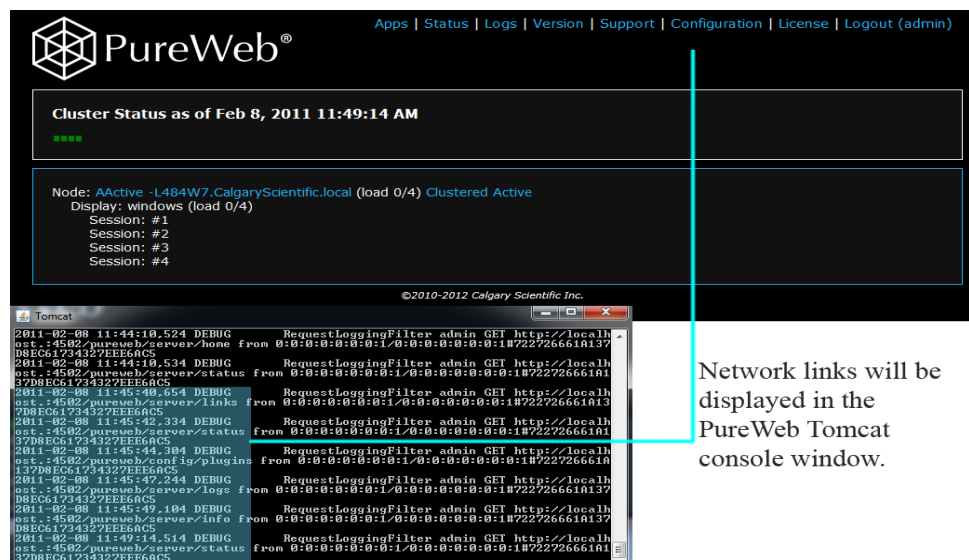 PureWeb®
Apps | Status | Logs | Version | Support | Configuration | License | Logout (admin)
Cluster Status as of Feb 8, 2011 11:49:14 AM
Node: AActive -L484W7.CalgaryScientific.local (load 0/4) Clustered Active
Display: windows (load 0/4)
Session: #1
Session: #2
Session: #3
Session: #4
©2010-2012 Calgary Scientific Inc.
Tomcat
2011-02-08 11:44:10,524 DEBUG RequestLoggingFilter admin GET http://localh
ost.:4502/pureweb/server/home from 0:0:0:0:0:0:0:1/0:0:0:0:0:0:0:1#722726661A137
D8EC61734327EEE6AC5
2011-02-08 11:44:10,534 DEBUG RequestLoggingFilter admin GET http://localh
ost.:4502/pureweb/server/status from 0:0:0:0:0:0:0:1/0:0:0:0:0:0:0:1#722726661A1
37D8EC61734327EEE6AC5
2011-02-08 11:45:40,654 DEBUG RequestLoggingFilter admin GET http://localh
ost.:4502/pureweb/server/links from 0:0:0:0:0:0:0:1/0:0:0:0:0:0:0:1#722726661A13
7D8EC61734327EEE6AC5
2011-02-08 11:45:42,334 DEBUG RequestLoggingFilter admin GET http://localh
ost.:4502/pureweb/server/status from 0:0:0:0:0:0:0:1/0:0:0:0:0:0:0:1#722726661A1
37D8EC61734327EEE6AC5
2011-02-08 11:45:44,304 DEBUG RequestLoggingFilter admin GET http://localh
ost.:4502/pureweb/config/plugins from 0:0:0:0:0:0:0:1/0:0:0:0:0:0:0:1#722726661A
137D8EC61734327EEE6AC5
2011-02-08 11:45:47,244 DEBUG RequestLoggingFilter admin GET http://localh
ost.:4502/pureweb/server/logs from 0:0:0:0:0:0:0:1/0:0:0:0:0:0:0:1#722726661A137
D8EC61734327EEE6AC5
2011-02-08 11:45:49,104 DEBUG RequestLoggingFilter admin GET http://localh
ost.:4502/pureweb/server/info from 0:0:0:0:0:0:0:1/0:0:0:0:0:0:0:1#722726661A137
D8EC61734327EEE6AC5
2011-02-08 11:49:14,514 DEBUG RequestLoggingFilter admin GET http://localh
ost.:4502/pureweb/server/status from 0:0:0:0:0:0:0:1/0:0:0:0:0:0:0:1#722726661A1
37D8EC61734327EEE6AC5
Network links will be
displayed in the
PureWeb Tomcat
console window.